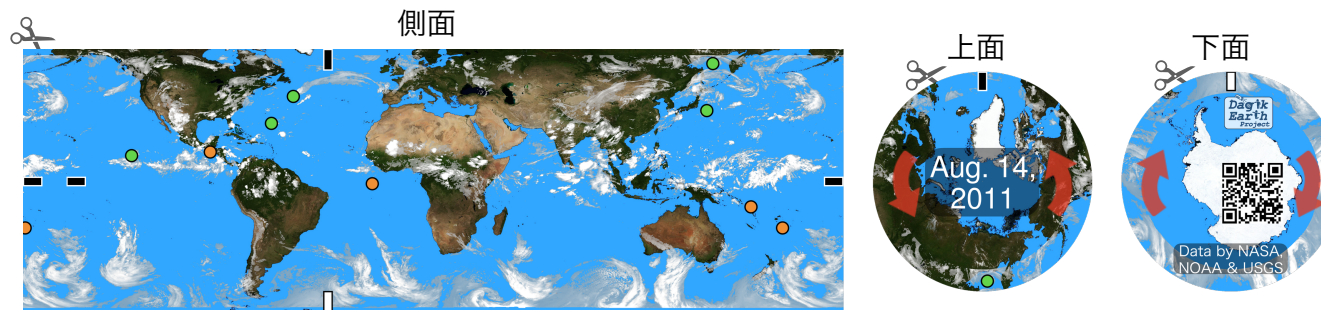 側面
上面
下面
Aug. 14,
2011
Dagik
Earth
Project
Data by NASA,
NOAA & USGS